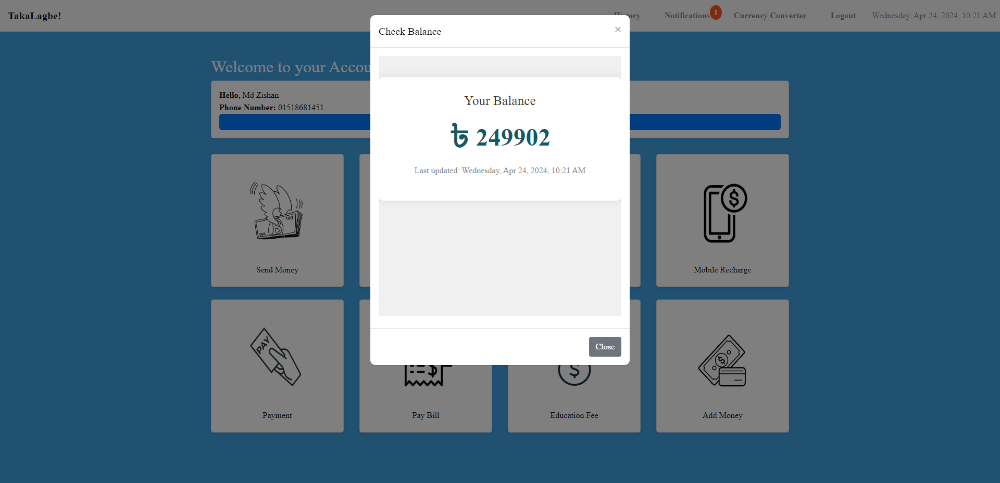 TakaLagbe!
History
Notifications 1
Currency Converter
Logout
Wednesday, Apr 24, 2024, 10:21 AM
Check Balance
×
Welcome to your Accou
Hello, Md Zishan
Phone Number: 01518681451
Your Balance
৳ 249902
Last updated: Wednesday, Apr 24, 2024, 10:21 AM
100
100
B
$
Send Money
Mobile Recharge
Close
PAY
$
$
$
Payment
Pay Bill
Education Fee
Add Money